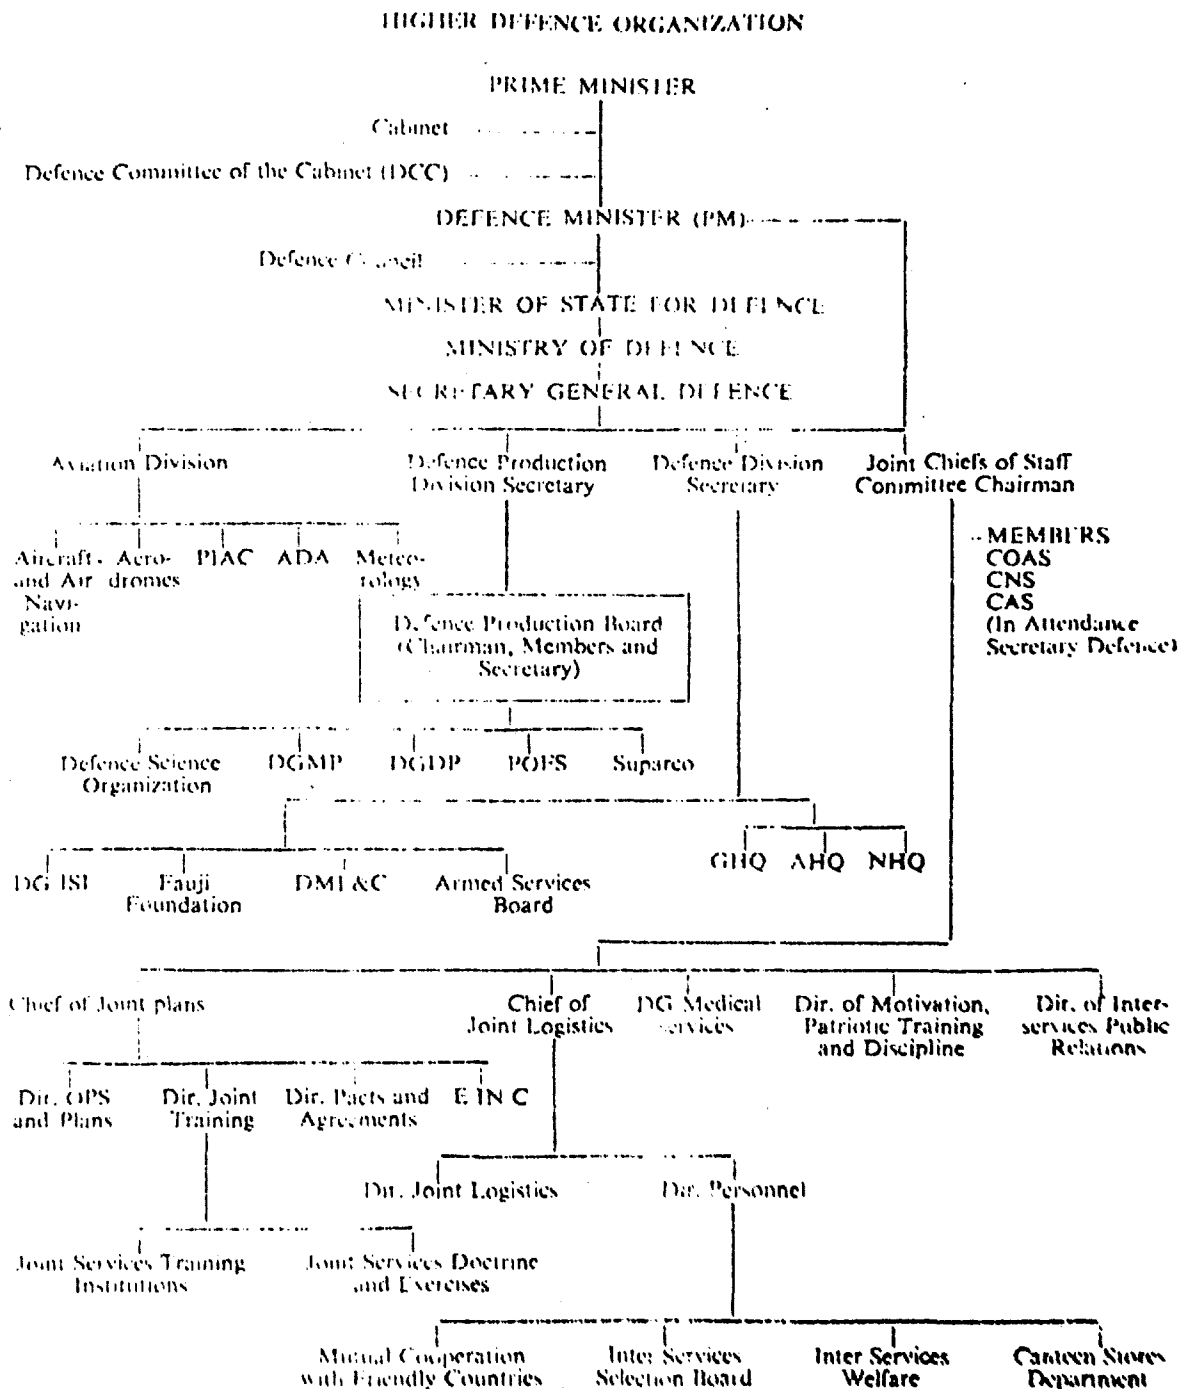 HIGHER DEFENCE ORGANIZATION
PRIME MINISTER
Cabinet
Defence Committee of the Cabinet (DCC)
DEFENCE MINISTER (PM)
Defence Council
MINISTER OF STATE FOR DEFENCE
MINISTRY OF DEFENCE
SECRETARY GENERAL DEFENCE
Aviation Division
Defence Production
Division Secretary
Defence Division
Secretary
Joint Chiefs of Staff
Committee Chairman
MEMBERS
COAS
CNS
CAS
(In Attendance
Secretary Defence)
Aircraft
and Air
Navi-
gation
Aero-
dromes
PIAC
ADA
Meteo-
rology
Defence Production Board
(Chairman, Members and
Secretary)
Defence Science
Organization
DGMP
DGDP
POFS
Suparco
GHQ
AHQ
NHQ
DG ISI
Fauji
Foundation
DML&C
Armed Services
Board
Chief of Joint plans
Chief of
Joint Logistics
DG Medical
services
Dir. of Motivation,
Patriotic Training
and Discipline
Dir. of Inter-
services Public
Relations
Dir. OPS
and Plans
Dir. Joint
Training
Dir. Pacts and
Agreements
E IN C
Dir. Joint Logistics
Dir. Personnel
Joint Services Training
Institutions
Joint Services Doctrine
and Exercises
Mutual Cooperation
with Friendly Countries
Inter Services
Selection Board
Inter Services
Welfare
Canteen Stores
Department